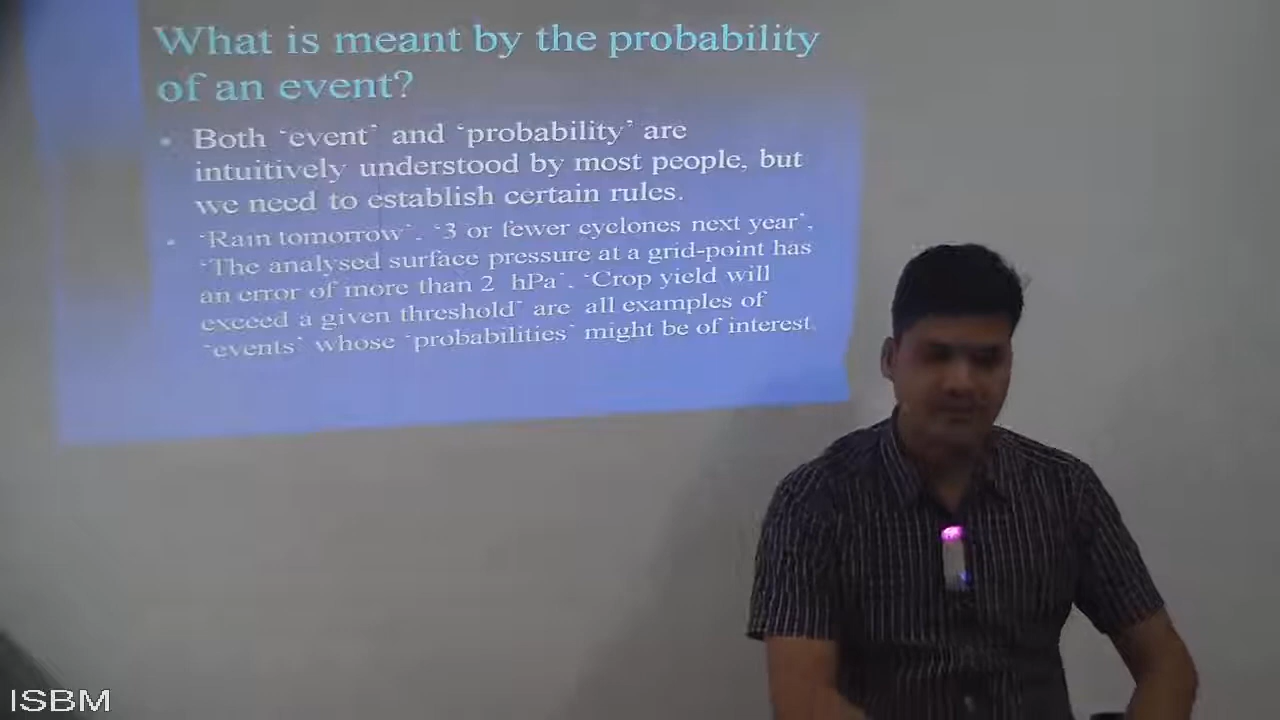 What is meant by the probability
of an event?
• Both ‘event’ and ‘probability’ are
intuitively understood by most people, but
we need to establish certain rules.
• ‘Rain tomorrow’. ‘3 or fewer cyclones next year’,
‘The analysed surface pressure at a grid-point has
an error of more than 2 hPa’. ‘Crop yield will
exceed a given threshold’ are all examples of
‘events’ whose ‘probabilities’ might be of interest.
ISBM